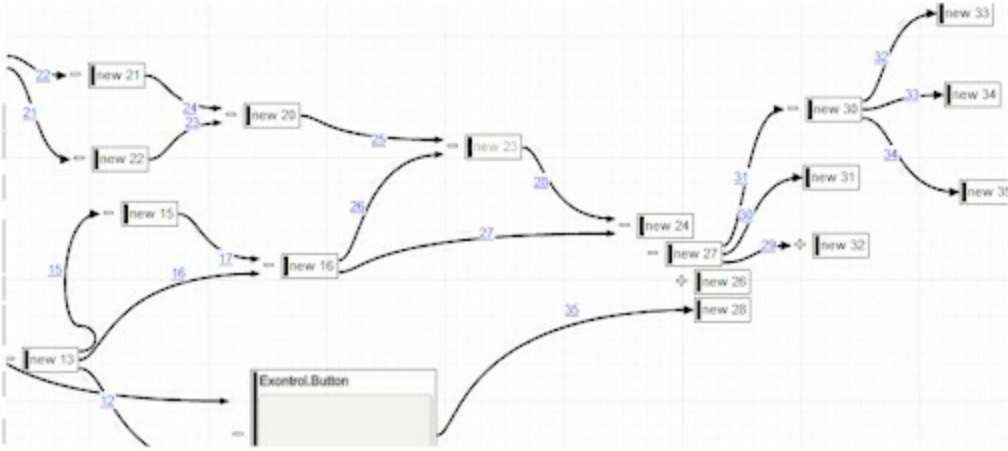 new 33
32
22
new 21
33
new 34
24
new 30
21
23
new 20
25
new 23
34
new 22
31
new 31
new 35
26
30
new 15
17
27
new 24
29
new 32
15
16
new 16
new 27
new 26
35
new 28
new 13
12
Exontrol.Button